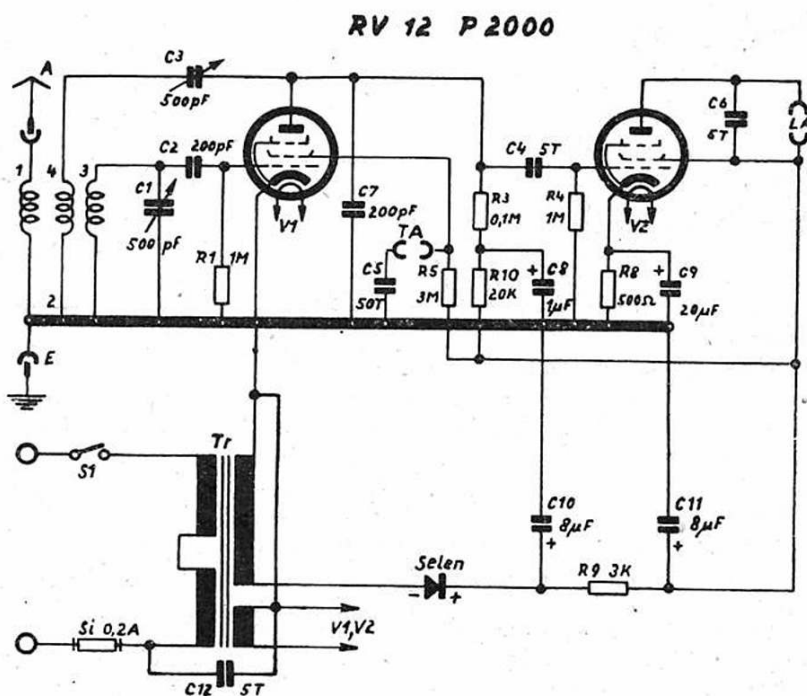 RV 12 P2000
C3
500pF
A
1
4
3
C2
200pF
C1
500 pF
R1
1M
V1
C7
200pF
TA
C5
50T
R5
3M
R3
0,1M
R10
20K
C4
5T
R4
1M
C8
+
1µF
V2
R8
500Ω
C9
+
20µF
C6
5T
LA
2
E
S1
Tr
Si 0,2A
C12
5T
V1,V2
Selen
- +
C10
8µF
+
R9 3K
C11
8µF
+